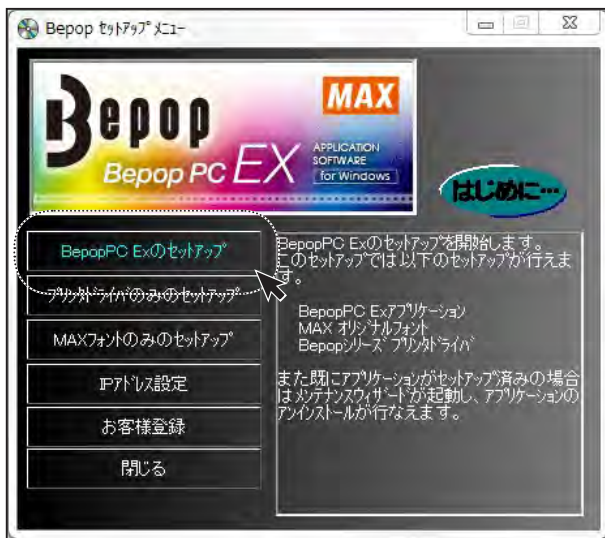 Bepop ｾｯﾄｱｯﾌﾟ ﾒﾆｭｰ
Bepop
MAX
Bepop PC EX
APPLICATION
SOFTWARE
for Windows
はじめに…
BepopPC Exのｾｯﾄｱｯﾌﾟ
ﾌﾟﾘﾝﾀﾄﾞﾗｲﾊﾞのみのｾｯﾄｱｯﾌﾟ
MAXﾌｫﾝﾄのみのｾｯﾄｱｯﾌﾟ
IPｱﾄﾞﾚｽ設定
お客様登録
閉じる
BepopPC Exのｾｯﾄｱｯﾌﾟを開始します。
このｾｯﾄｱｯﾌﾟでは以下のｾｯﾄｱｯﾌﾟが行えま
す。
BepopPC Exｱﾌﾟﾘｹｰｼｮﾝ
MAX ｵﾘｼﾞﾅﾙﾌｫﾝﾄ
Bepopｼﾘｰｽﾞ ﾌﾟﾘﾝﾀﾄﾞﾗｲﾊﾞ
また既にｱﾌﾟﾘｹｰｼｮﾝがｾｯﾄｱｯﾌﾟ済みの場合
はﾒﾝﾃﾅﾝｽｳｨｻﾞｰﾄﾞが起動し、ｱﾌﾟﾘｹｰｼｮﾝの
ｱﾝｲﾝｽﾄｰﾙが行なえます。